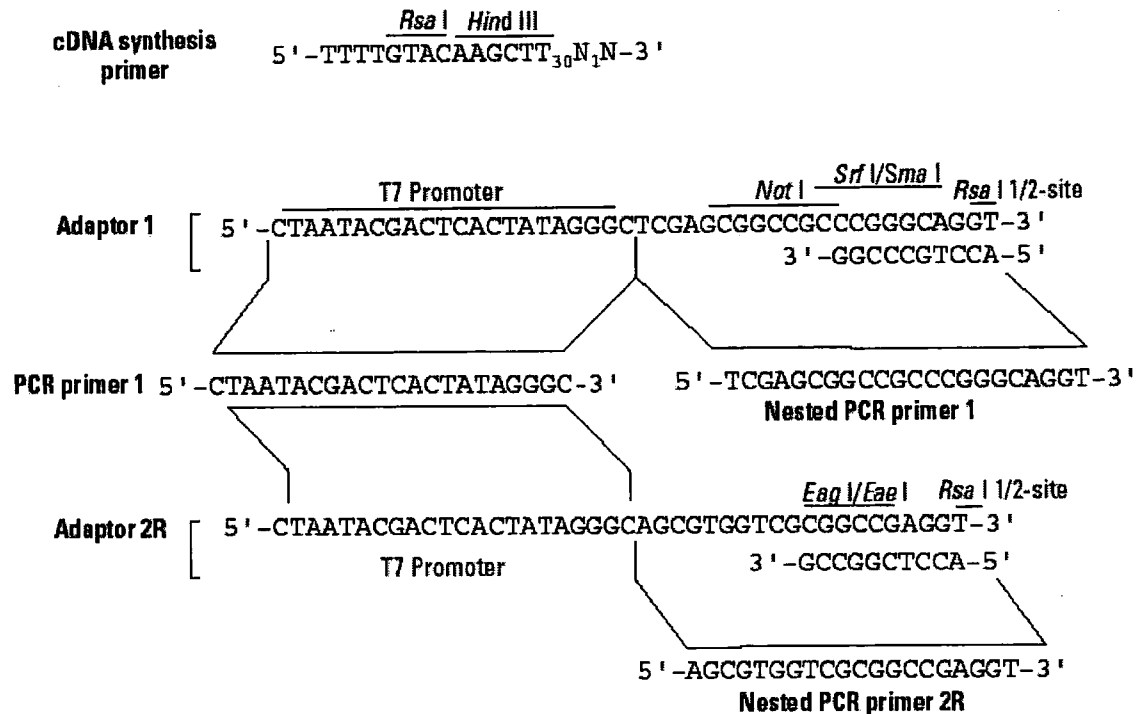 Rsa I Hind III
cDNA synthesis primer 5'-TTTTGTACAAGCTT30N1N-3'
T7 Promoter Not I Srf I/Sma I Rsa I 1/2-site
Adaptor 1 5'-CTAATACGACTCACTATAGGGCTCGAGCGGCCGCCCGGGCAGGT-3'
3'-GGCCCGTCCA-5'
PCR primer 1 5'-CTAATACGACTCACTATAGGGC-3' 5'-TCGAGCGGCCGCCCGGGCAGGT-3'
Nested PCR primer 1
Eag I/Eae I Rsa I 1/2-site
Adaptor 2R 5'-CTAATACGACTCACTATAGGGCAGCGTGGTCGCGGCCGAGGT-3'
T7 Promoter 3'-GCCGGCTCCA-5'
5'-AGCGTGGTCGCGGCCGAGGT-3'
Nested PCR primer 2R